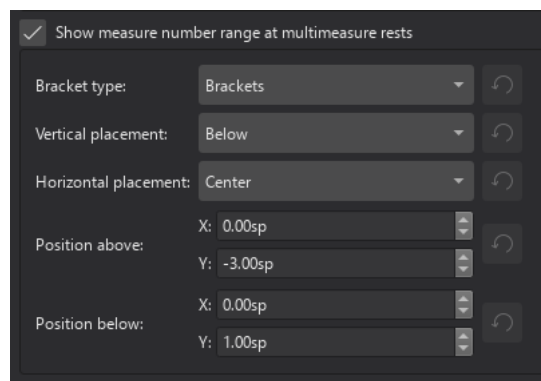 Show measure number range at multimeasure rests
Bracket type: Brackets
Vertical placement: Below
Horizontal placement: Center
Position above:
X: 0.00sp
Y: -3.00sp
Position below:
X: 0.00sp
Y: 1.00sp